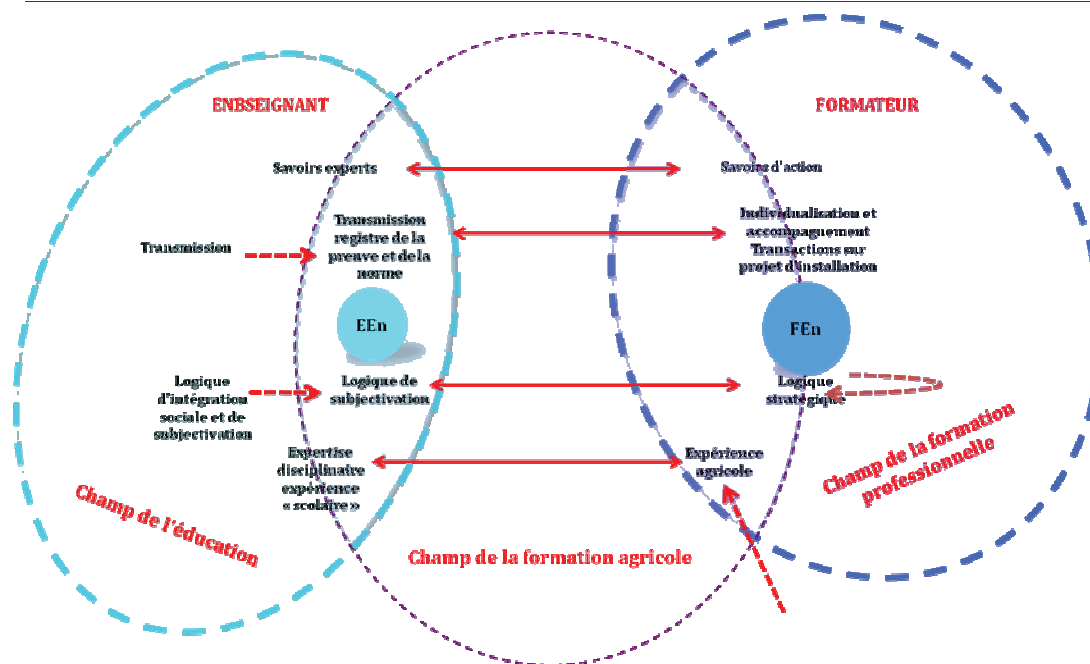 ENBSEIGNANT
FORMATEUR
Savoirs experts
Savoirs d'action
Transmission
registre de la
preuve et de la
norme
Individualization et
accompagnement
Transactions sur
projet d'installation
Transmission
EEn
FEn
Logique
d'intégration
sociale et de
subjectivation
Logique de
subjectivation
Logique
stratégique
Expertise
disciplinaire
expérience
« scolaire »
Expérience
agricole
Champ de l'éducation
Champ de la formation agricole
Champ de la formation
professionnelle